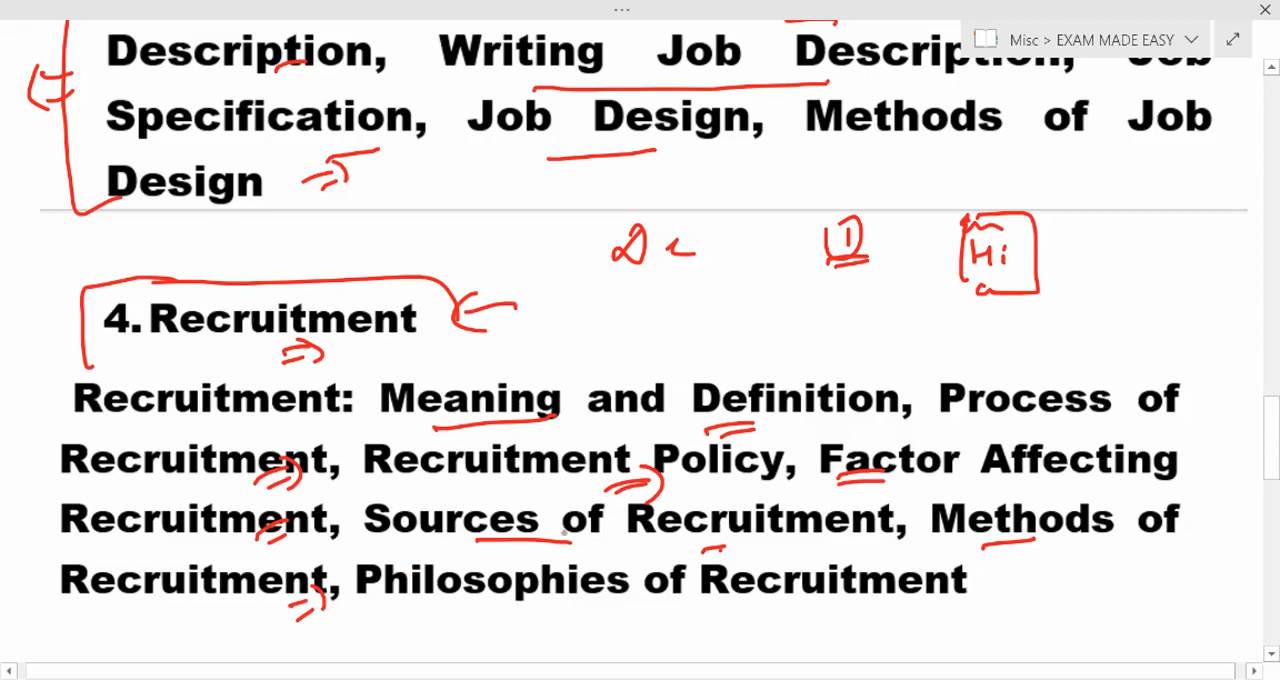 Misc > EXAM MADE EASY
Description, Writing Job Description, Job
Specification, Job Design, Methods of Job
Design
Hi
4. Recruitment
Recruitment: Meaning and Definition, Process of
Recruitment, Recruitment Policy, Factor Affecting
Recruitment, Sources of Recruitment, Methods of
Recruitment, Philosophies of Recruitment